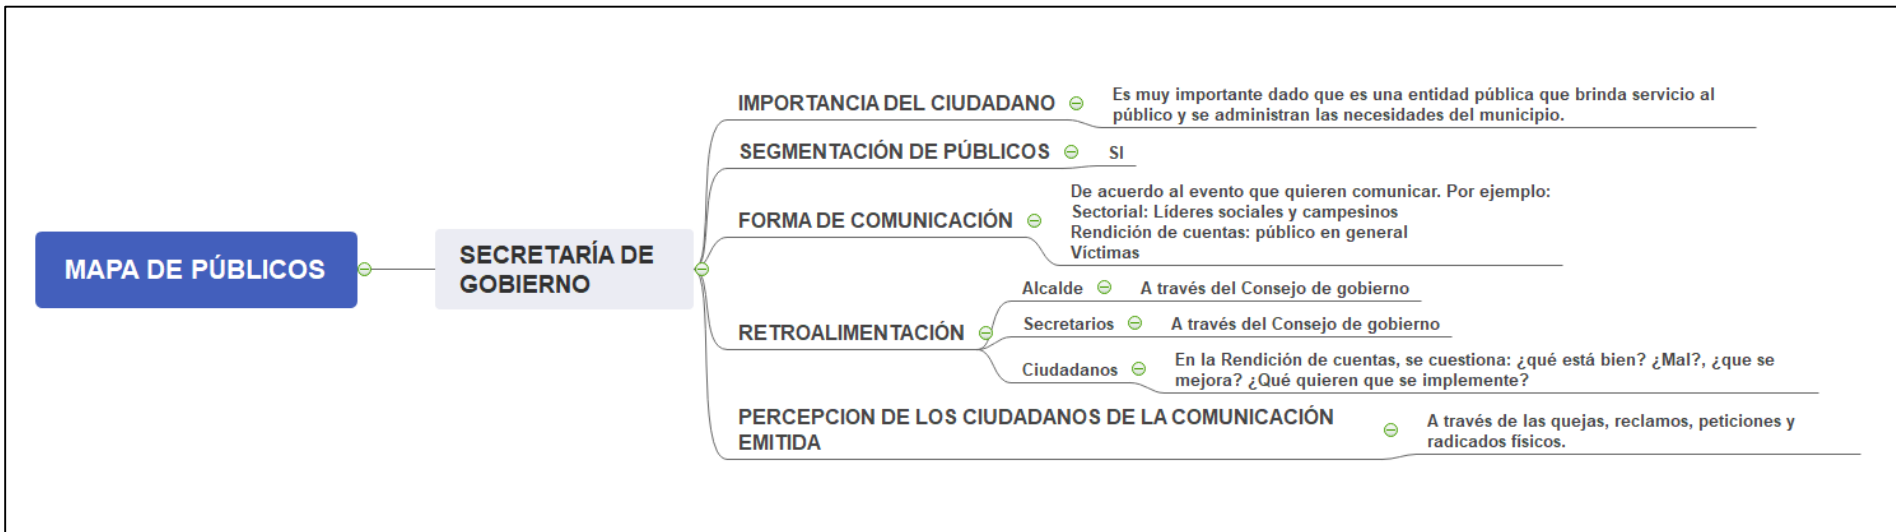 MAPA DE PÚBLICOS
SECRETARÍA DE
GOBIERNO
IMPORTANCIA DEL CIUDADANO
Es muy importante dado que es una entidad pública que brinda servicio al
público y se administran las necesidades del municipio.
SEGMENTACIÓN DE PÚBLICOS
SI
FORMA DE COMUNICACIÓN
De acuerdo al evento que quieren comunicar. Por ejemplo:
Sectorial: Líderes sociales y campesinos
Rendición de cuentas: público en general
Víctimas
RETROALIMENTACIÓN
Alcalde
A través del Consejo de gobierno
Secretarios
A través del Consejo de gobierno
Ciudadanos
En la Rendición de cuentas, se cuestiona: ¿qué está bien? ¿Mal?, ¿que se
mejora? ¿Qué quieren que se implemente?
PERCEPCION DE LOS CIUDADANOS DE LA COMUNICACIÓN
EMITIDA
A través de las quejas, reclamos, peticiones y
radicados físicos.